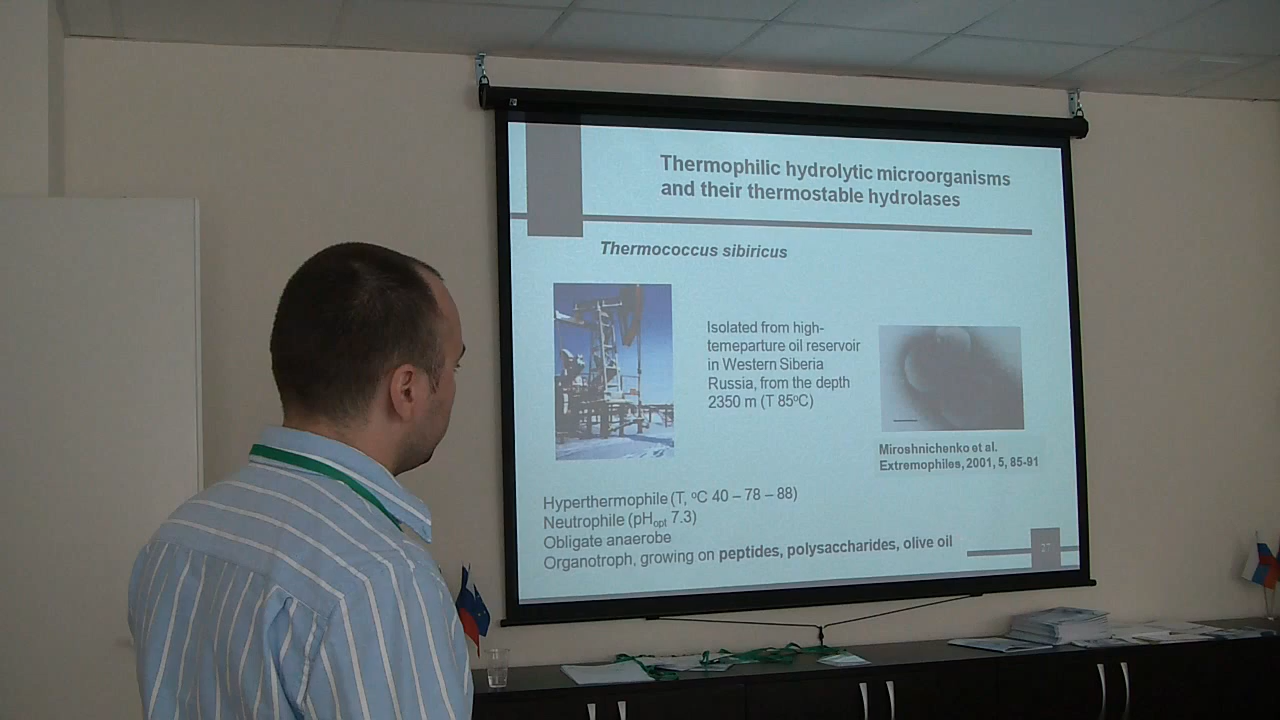 Thermophilic hydrolytic microorganisms
and their thermostable hydrolases
Thermococcus sibiricus
Isolated from high-
temeparture oil reservoir
in Western Siberia
Russia, from the depth
2350 m (T 85ºC)
Miroshnichenko et al.
Extremophiles, 2001, 5, 85-91
Hyperthermophile (T, ºC 40 – 78 – 88)
Neutrophile (pHopt 7.3)
Obligate anaerobe
Organotroph, growing on peptides, polysaccharides, olive oil